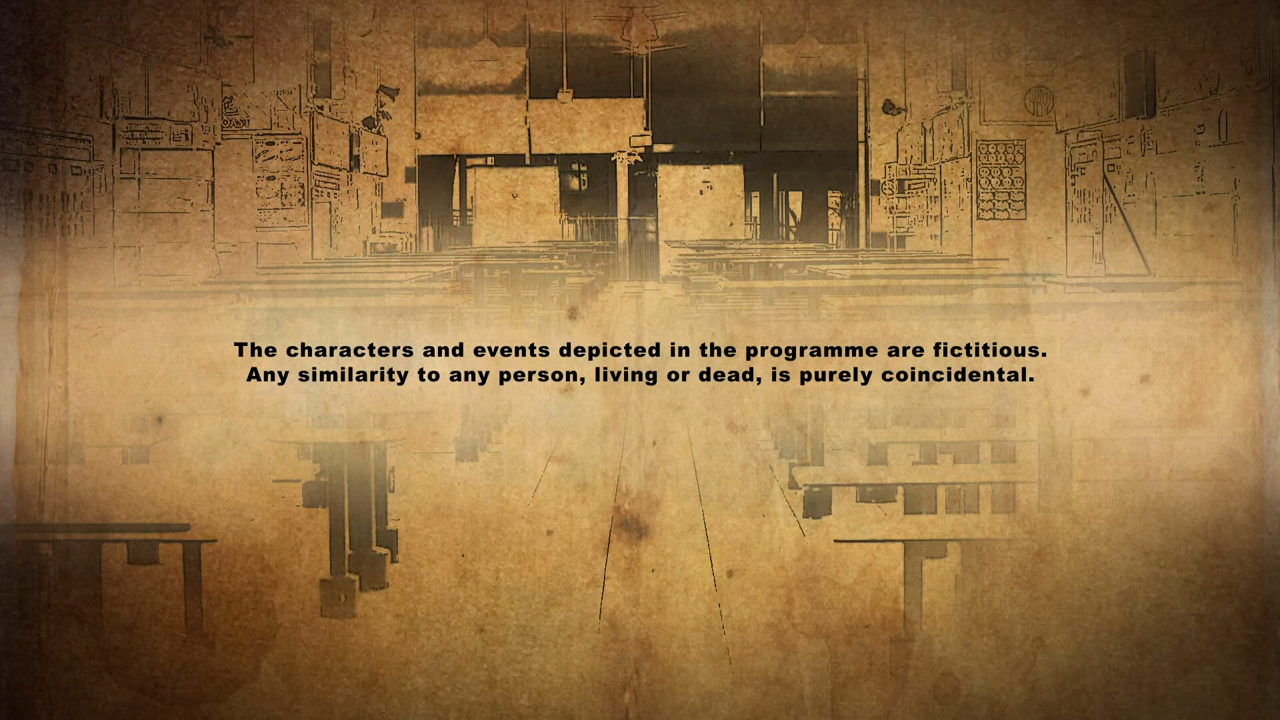 The characters and events depicted in the programme are fictitious.
Any similarity to any person, living or dead, is purely coincidental.